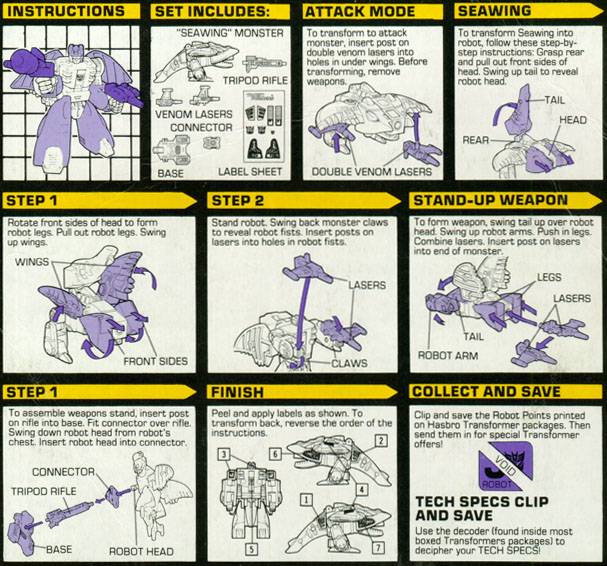 INSTRUCTIONS
SET INCLUDES:
"SEAWING" MONSTER
TRIPOD RIFLE
VENOM LASERS
CONNECTOR
BASE
LABEL SHEET
ATTACK MODE
To transform to attack
monster, insert post on
double venom lasers into
holes in under wings. Before
transforming, remove
weapons.
DOUBLE VENOM LASERS
SEAWING
To transform Seawing into
robot, follow these step-by-
step instructions: Grasp rear
and pull out front sides of
head. Swing up tail to reveal
robot head.
TAIL
HEAD
REAR
STEP 1
Rotate front sides of head to form
robot legs. Pull out robot legs. Swing
up wings.
WINGS
FRONT SIDES
STEP 2
Stand robot. Swing back monster claws
to reveal robot fists. Insert posts on
lasers into holes in robot fists.
LASERS
CLAWS
STAND-UP WEAPON
To form weapon, swing tail up over robot
head. Swing up robot arms. Push in legs.
Combine lasers. Insert post on lasers
into end of monster.
LEGS
LASERS
TAIL
ROBOT ARM
STEP 1
To assemble weapons stand, insert post
on rifle into base. Fit connector over rifle.
Swing down robot head from robot's
chest. Insert robot head into connector.
CONNECTOR
TRIPOD RIFLE
BASE
ROBOT HEAD
FINISH
Peel and apply labels as shown. To
transform back, reverse the order of the
instructions.
3
6
2
1
4
5
7
COLLECT AND SAVE
Clip and save the Robot Points printed
on Hasbro Transformer packages. Then
send them in for special Transformer
offers!
VOID
ROBOT
TECH SPECS CLIP
AND SAVE
Use the decoder (found inside most
boxed Transformers packages) to
decipher your TECH SPECS!